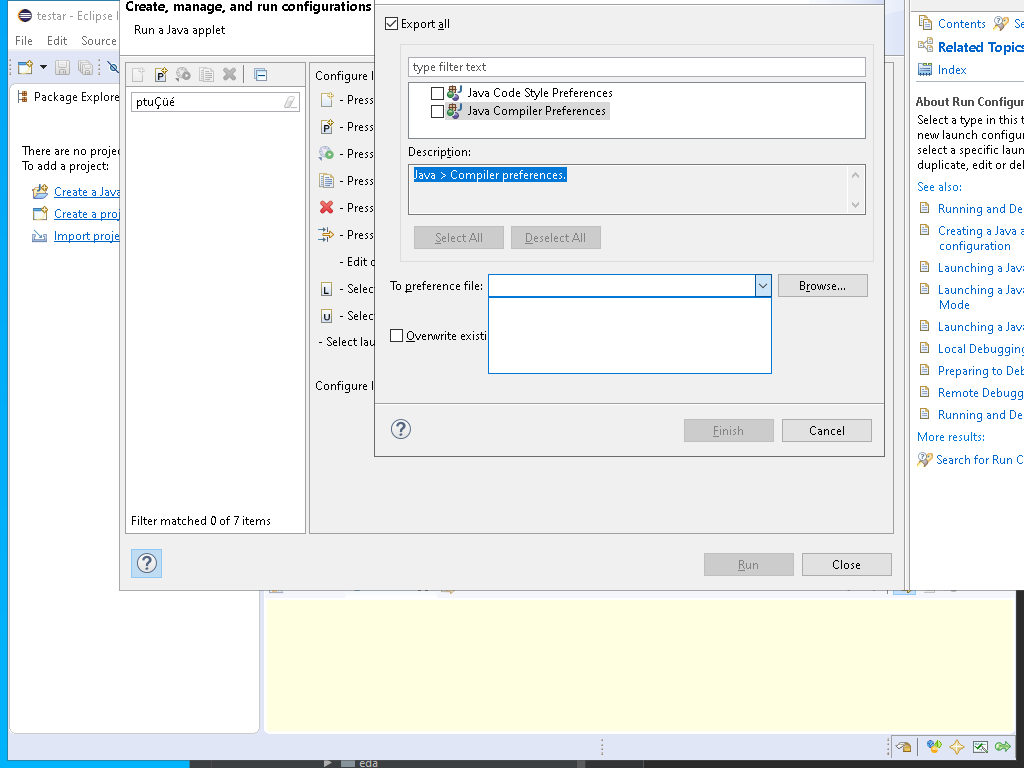 testar - Eclipse I
File Edit Source
Package Explore
There are no proje
To add a project:
Create a Java
Create a proj
Import proje
Create, manage, and run configurations
Run a Java applet
ptuÇüé
Filter matched 0 of 7 items
Configure l
- Press
- Press
- Press
- Press
- Press
- Press
- Edit c
- Selec
- Selec
- Select lau
Configure l
Export all
type filter text
Java Code Style Preferences
Java Compiler Preferences
Description:
Java > Compiler preferences.
Select All
Deselect All
To preference file:
Browse...
Overwrite existi
Finish
Cancel
Run
Close
Contents
Se
Related Topics
Index
About Run Configur
Select a type in this t
new launch configu
select a specific laun
duplicate, edit or del
See also:
Running and De
Creating a Java a
configuration
Launching a Java
Launching a Java
Mode
Launching a Java
Local Debugging
Preparing to Deb
Remote Debugg
Running and De
More results:
Search for Run C
eda